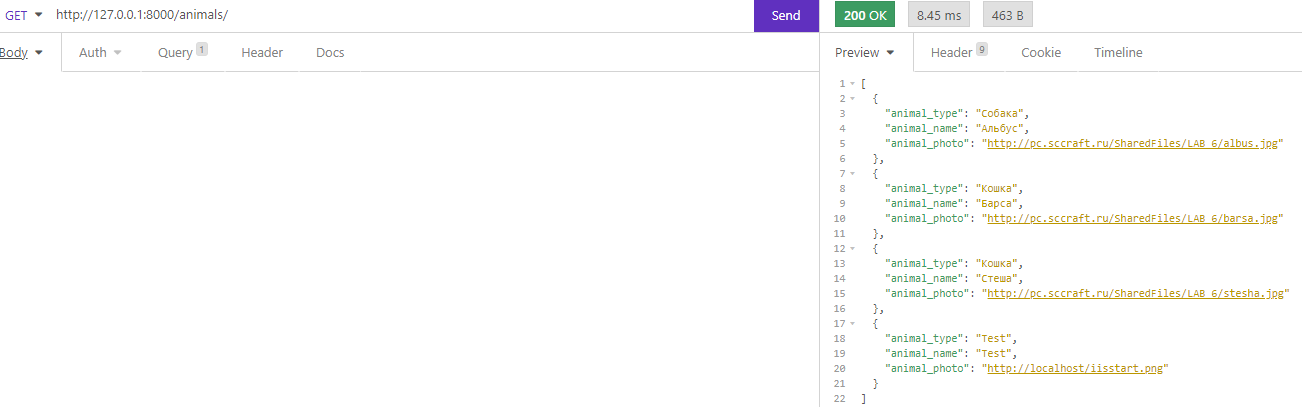 GET http://127.0.0.1:8000/animals/ Send 200 OK 8.45 ms 463 B
Body Auth Query 1 Header Docs Preview Header 9 Cookie Timeline
1 [
2 {
3 "animal_type": "Собака",
4 "animal_name": "Альбус",
5 "animal_photo": "http://pc.sccraft.ru/SharedFiles/LAB_6/albus.jpg"
6 },
7 {
8 "animal_type": "Кошка",
9 "animal_name": "Барса",
10 "animal_photo": "http://pc.sccraft.ru/SharedFiles/LAB_6/barsa.jpg"
11 },
12 {
13 "animal_type": "Кошка",
14 "animal_name": "Стеша",
15 "animal_photo": "http://pc.sccraft.ru/SharedFiles/LAB_6/stesha.jpg"
16 },
17 {
18 "animal_type": "Test",
19 "animal_name": "Test",
20 "animal_photo": "http://localhost/iisstart.png"
21 }
22 ]